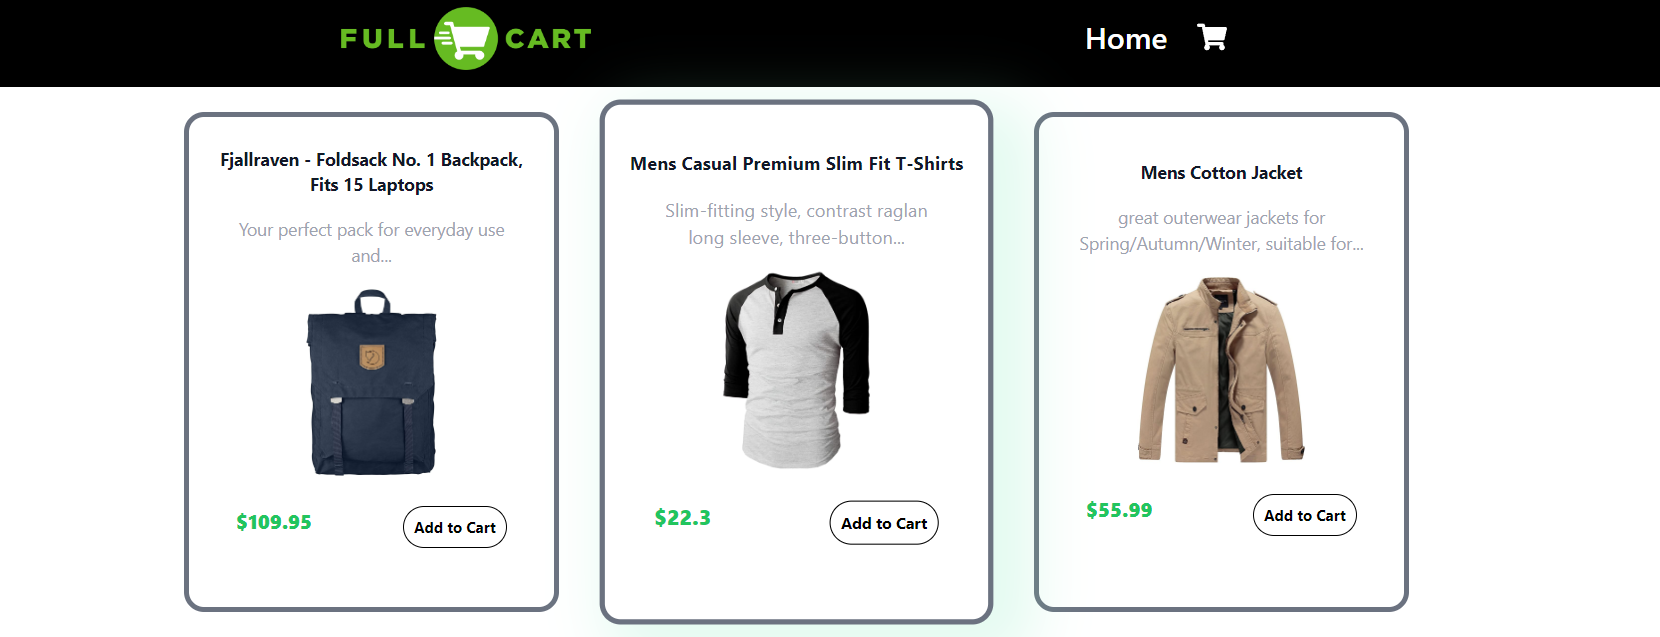 FULL CART
Home
Fjallraven - Foldsack No. 1 Backpack,
Fits 15 Laptops
Your perfect pack for everyday use
and...
$109.95
Add to Cart
Mens Casual Premium Slim Fit T-Shirts
Slim-fitting style, contrast raglan
long sleeve, three-button...
$22.3
Add to Cart
Mens Cotton Jacket
great outerwear jackets for
Spring/Autumn/Winter, suitable for...
$55.99
Add to Cart